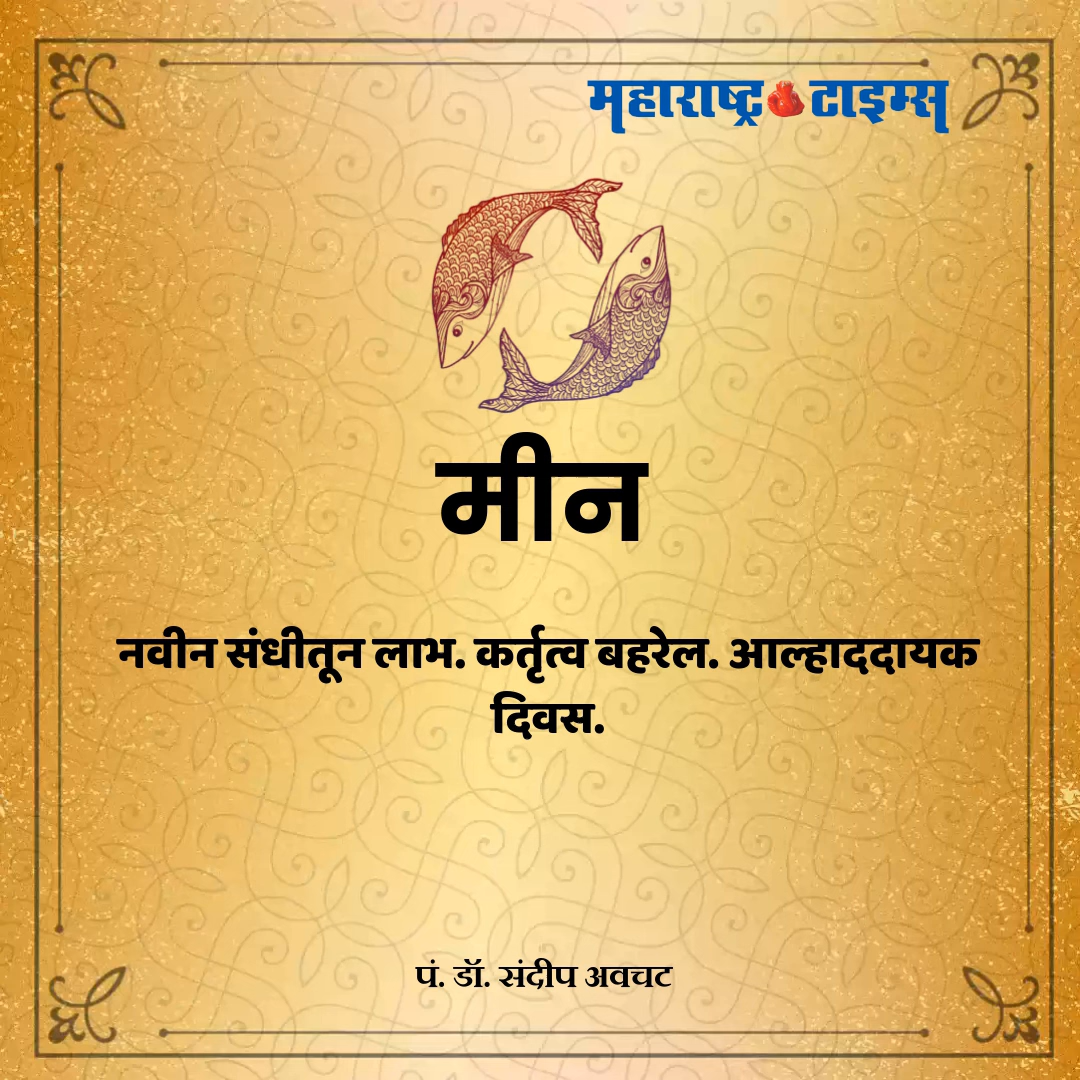 महाराष्ट्र टाइम्स
मीन
नवीन संधीतून लाभ. कर्तृत्व बहरेल. आल्हाददायक
दिवस.
पं. डॉ. संदीप अवचट